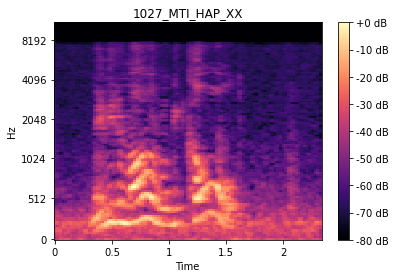 1027_MTI_HAP_XX
+0 dB
8192
-10 dB
4096
-20 dB
-30 dB
2048
Hz
-40 dB
1024
-50 dB
512
-60 dB
-70 dB
0
-80 dB
0 0.5 1 1.5 2
Time